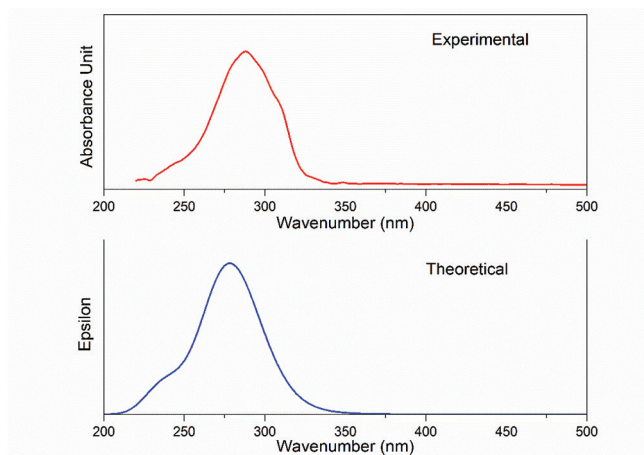 Experimental
Absorbance Unit
200 250 300 350 400 450 500
Wavenumber (nm)
Theoretical
Epsilon
200 250 300 350 400 450 500
Wavenumber (nm)